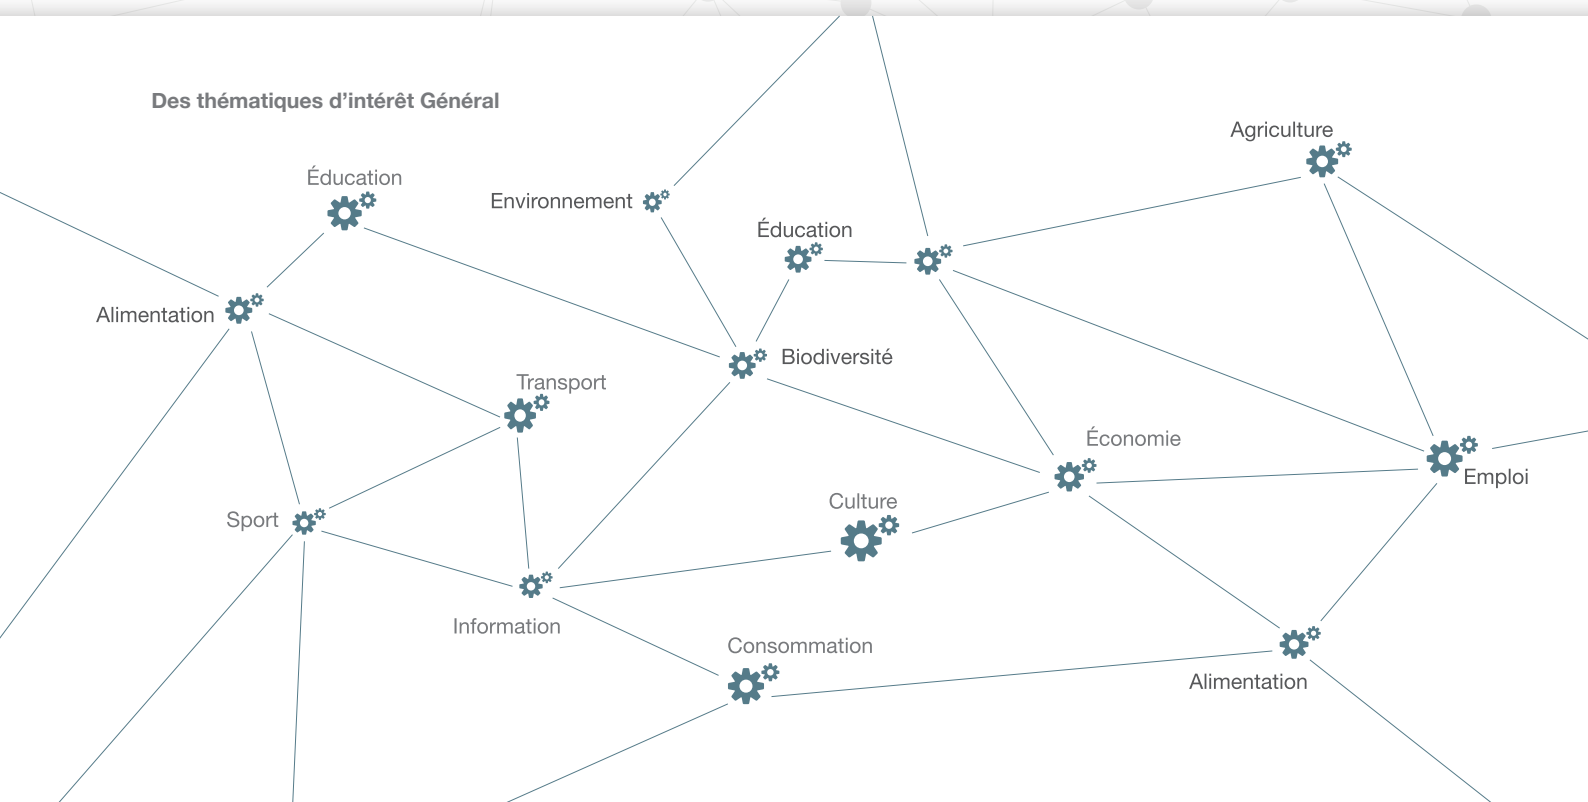 Des thématiques d’intérêt Général
Agriculture
Éducation
Environnement
Éducation
Alimentation
Biodiversité
Transport
Économie
Emploi
Culture
Sport
Information
Consommation
Alimentation